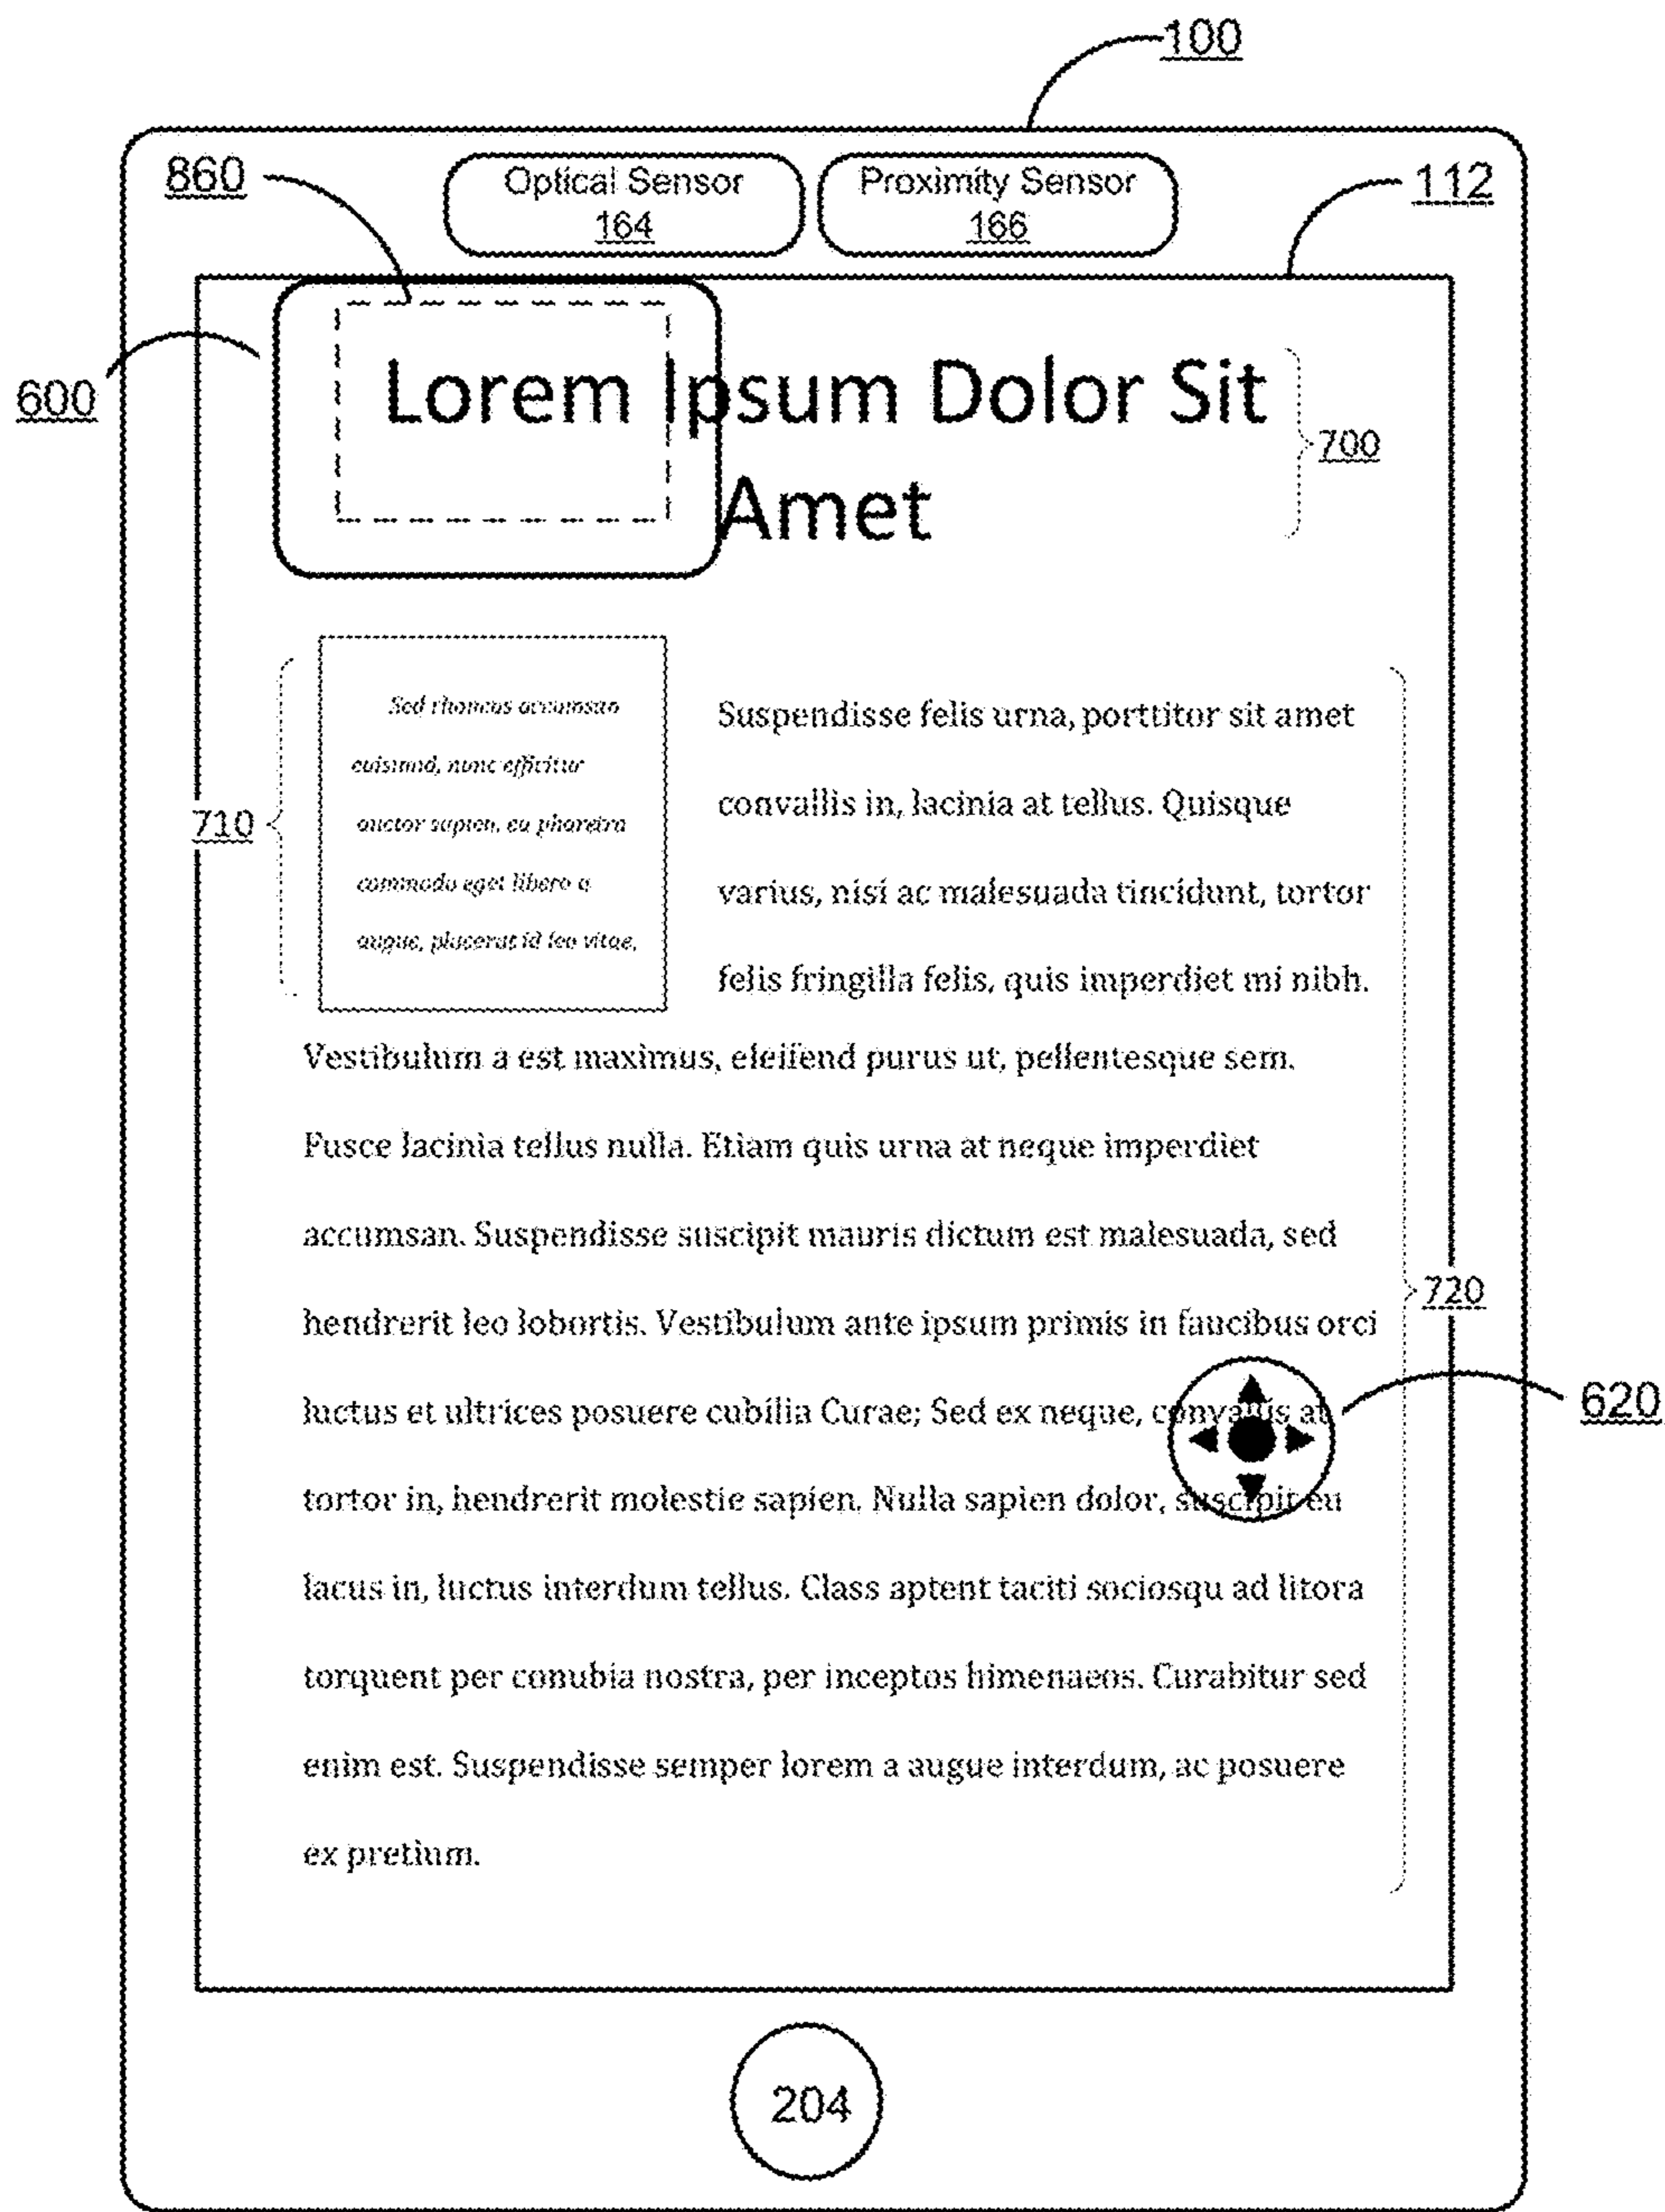 100
860
Optical Sensor
164
Proximity Sensor
166
112
600
Lorem Ipsum Dolor Sit
Amet
700
710
Sed rhoncus accumsan
euismod, nunc efficitur
auctor sapien, eu pharetra
commodo eget libero a
augue, placerat id leo vitae,
Suspendisse felis urna, porttitor sit amet
convallis in, lacinia at tellus. Quisque
varius, nisi ac malesuada tincidunt, tortor
felis fringilla felis, quis imperdiet mi nibh.
Vestibulum a est maximus, eleifend purus ut, pellentesque sem.
Fusce lacinia tellus nulla. Etiam quis urna at neque imperdiet
accumsan. Suspendisse suscipit mauris dictum est malesuada, sed
hendrerit leo lobortis. Vestibulum ante ipsum primis in faucibus orci
luctus et ultrices posuere cubilia Curae; Sed ex neque, convallis at
tortor in, hendrerit molestie sapien. Nulla sapien dolor, suscipit eu
lacus in, luctus interdum tellus. Class aptent taciti sociosqu ad litora
torquent per conubia nostra, per inceptos himenaeos. Curabitur sed
enim est. Suspendisse semper lorem a augue interdum, ac posuere
ex pretium.
720
620
204